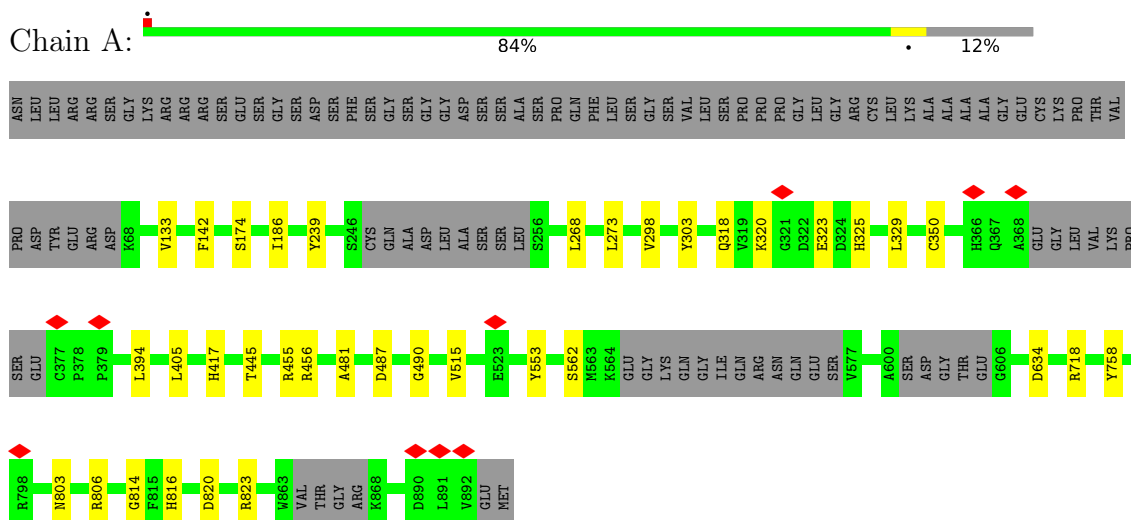 Chain A:
84% • 12%
ASN LEU LEU ARG ARG SER GLY LYS ARG ARG ARG SER GLU SER GLY SER ASP SER PHE SER GLY SER GLY GLY ASP SER SER ALA SER PRO GLN PHE LEU SER GLY SER VAL LEU SER PRO PRO PRO GLY LEU GLY ARG CYS LEU LYS ALA ALA ALA ALA GLY GLU CYS LYS PRO THR VAL
PRO ASP TYR GLU ARG ASP K68 V133 F142 S174 I186 Y239 S246 CYS GLN ALA ASP LEU ALA SER SER LEU S256 L268 L273 V298 Y303 Q318 V319 K320 G321 D322 E323 D324 H325 L329 C350 H366 Q367 A368 GLU GLY LEU VAL LYS PRO
SER GLU C377 P378 P379 L394 L405 H417 T445 R455 R456 A481 D487 G490 V515 E523 Y553 S562 M563 K564 GLU GLY LYS GLN GLY ILE GLN ARG ASN GLN GLU SER V577 A600 SER ASP GLY THR GLU G606 D634 R718 Y758
R798 N803 R806 G814 F815 H816 D820 R823 W863 VAL THR GLY ARG K868 D890 L891 V892 GLU MET